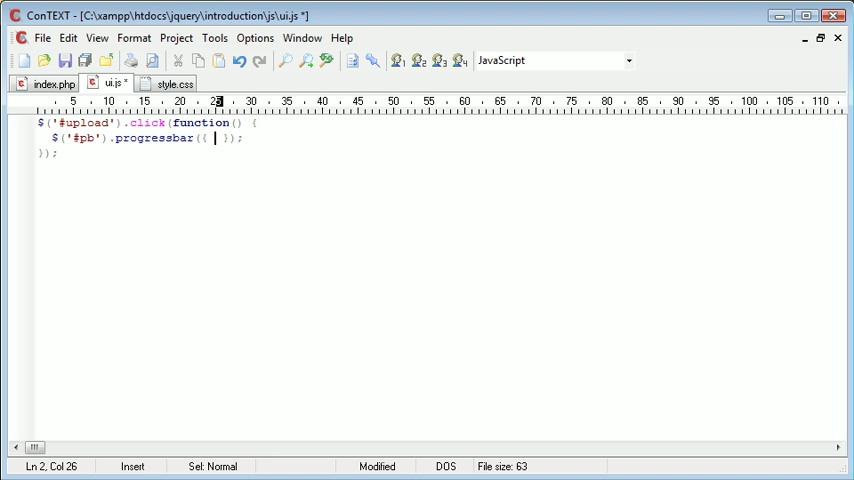 ConTEXT - [C:\xampp\htdocs\jquery\introduction\js\ui.js *]
File Edit View Format Project Tools Options Window Help
JavaScript
index.php ui.js * style.css
5 10 15 20 25 30 35 40 45 50 55 60 65 70 75 80 85 90 95 100 105 110
$('#upload').click(function() {
$('#pb').progressbar({  });
});
Ln 2, Col 26 Insert Sel: Normal Modified DOS File size: 63